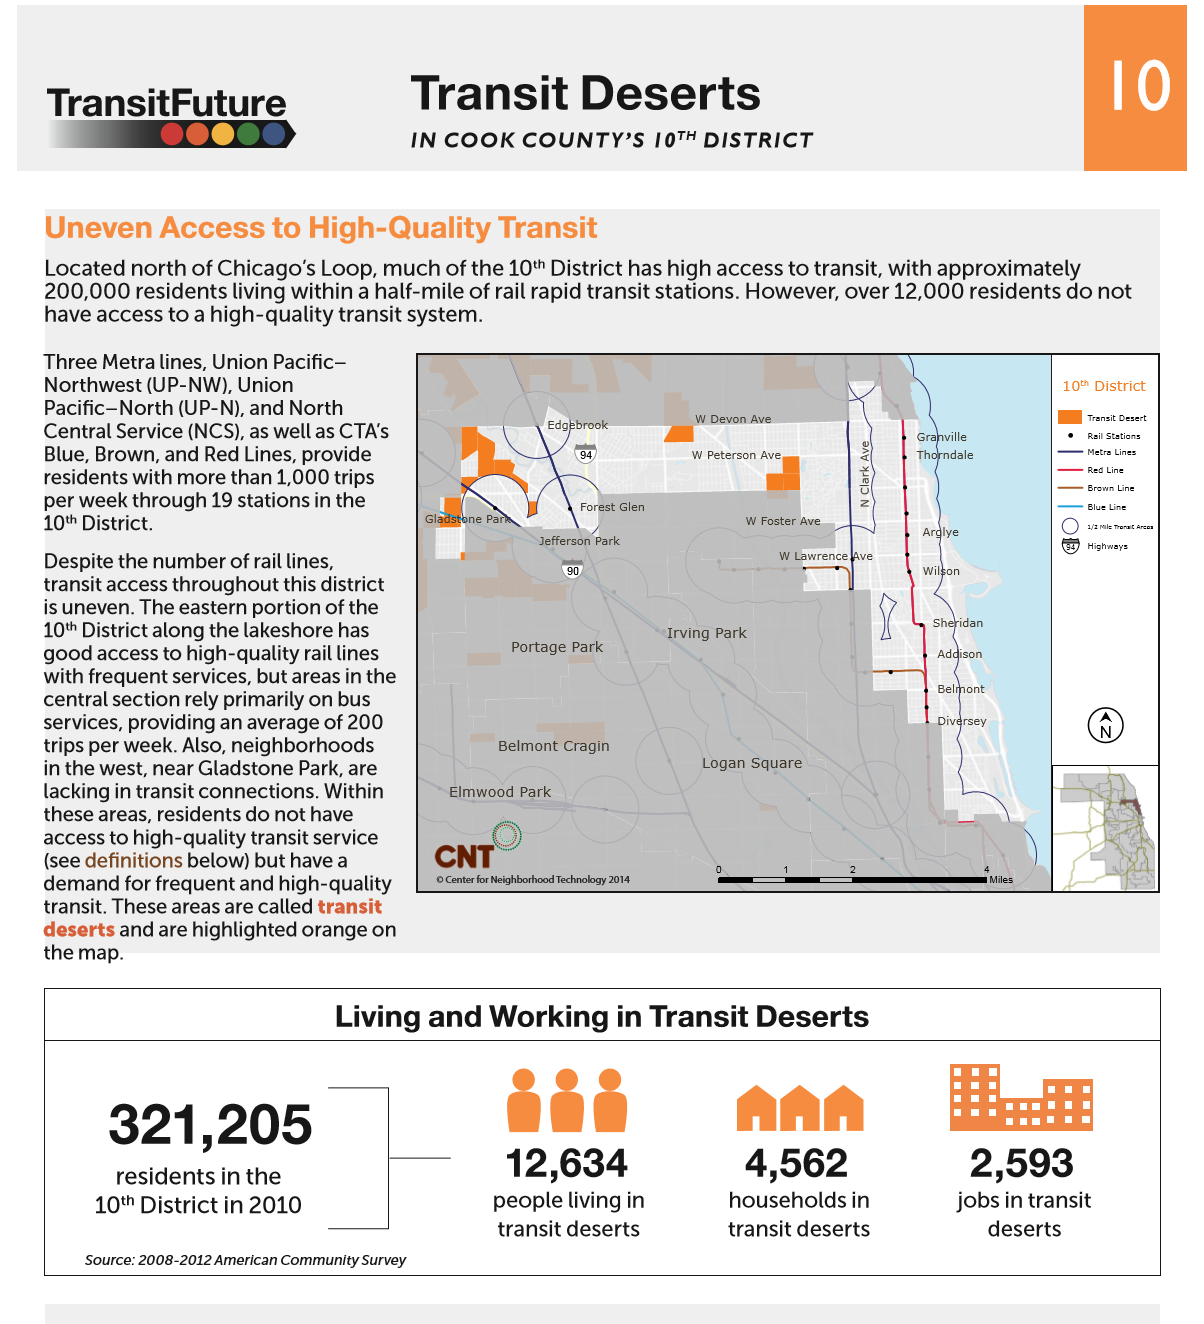 TransitFuture
Transit Deserts
IN COOK COUNTY'S 10TH DISTRICT
10
Uneven Access to High-Quality Transit
Located north of Chicago's Loop, much of the 10th District has high access to transit, with approximately
200,000 residents living within a half-mile of rail rapid transit stations. However, over 12,000 residents do not
have access to a high-quality transit system.
Three Metra lines, Union Pacific–
Northwest (UP-NW), Union
Pacific–North (UP-N), and North
Central Service (NCS), as well as CTA's
Blue, Brown, and Red Lines, provide
residents with more than 1,000 trips
per week through 19 stations in the
10th District.
Despite the number of rail lines,
transit access throughout this district
is uneven. The eastern portion of the
10th District along the lakeshore has
good access to high-quality rail lines
with frequent services, but areas in the
central section rely primarily on bus
services, providing an average of 200
trips per week. Also, neighborhoods
in the west, near Gladstone Park, are
lacking in transit connections. Within
these areas, residents do not have
access to high-quality transit service
(see definitions below) but have a
demand for frequent and high-quality
transit. These areas are called transit
deserts and are highlighted orange on
the map.
Edgebrook
W Devon Ave
94
W Peterson Ave
N Clark Ave
Granville
Thorndale
Gladstone Park
Forest Glen
W Foster Ave
Jefferson Park
Arglye
W Lawrence Ave
90
Wilson
Sheridan
Irving Park
Portage Park
Addison
Belmont
Diversey
Belmont Cragin
Logan Square
Elmwood Park
CNT
© Center for Neighborhood Technology 2014
0 1 2 4
Miles
10th District
Transit Desert
Rail Stations
Metra Lines
Red Line
Brown Line
Blue Line
1/2 Mile Transit Areas
94 Highways
N
Living and Working in Transit Deserts
321,205
residents in the
10th District in 2010
12,634
people living in
transit deserts
4,562
households in
transit deserts
2,593
jobs in transit
deserts
Source: 2008-2012 American Community Survey